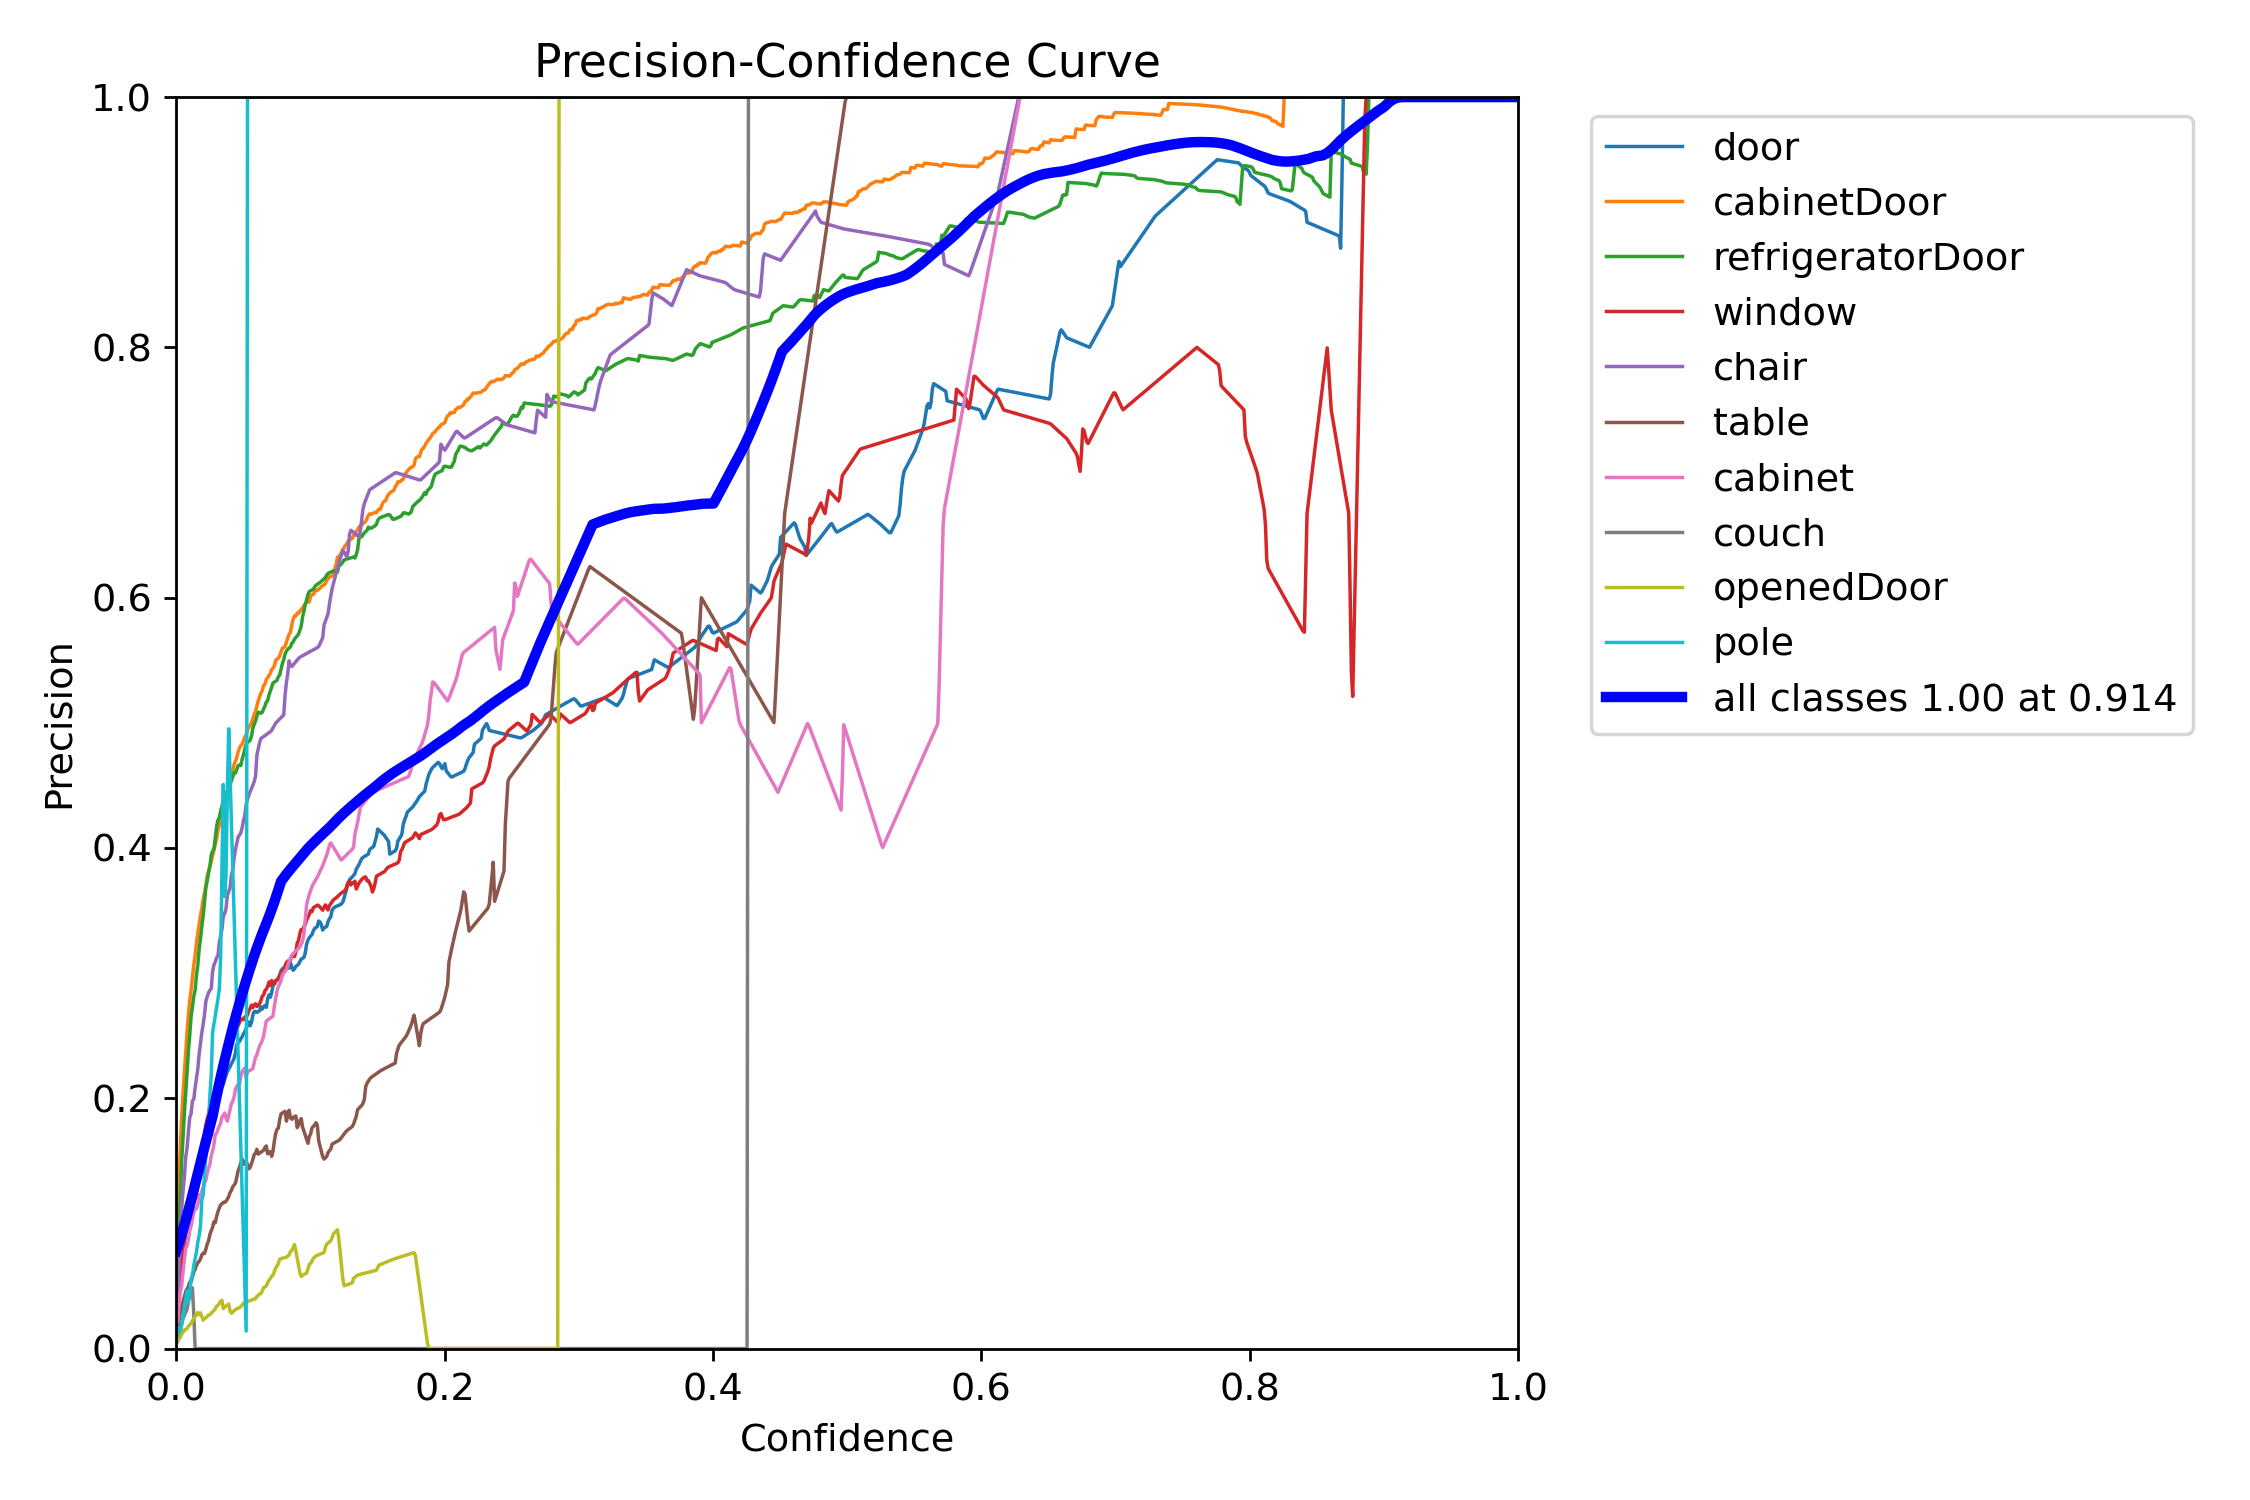 Precision-Confidence Curve
1.0
0.8
0.6
0.4
0.2
0.0
Precision
0.0 0.2 0.4 0.6 0.8 1.0
Confidence
door
cabinetDoor
refrigeratorDoor
window
chair
table
cabinet
couch
openedDoor
pole
all classes 1.00 at 0.914